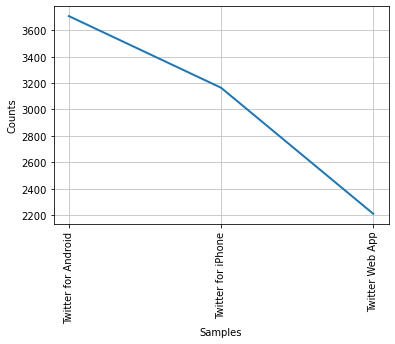 3600
3400
3200
3000
2800
2600
2400
2200
Counts
Twitter for Android
Twitter for iPhone
Twitter Web App
Samples